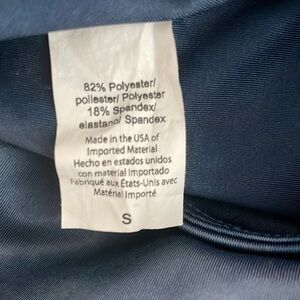 82% Polyester/
poliester/ Polyester
18% Spandex/
elastano/ Spandex
Made in the USA of
Imported Material
Hecho en estados unidos
con material importado
Fabriqué aux États-Unis avec
Matérial Importé
S